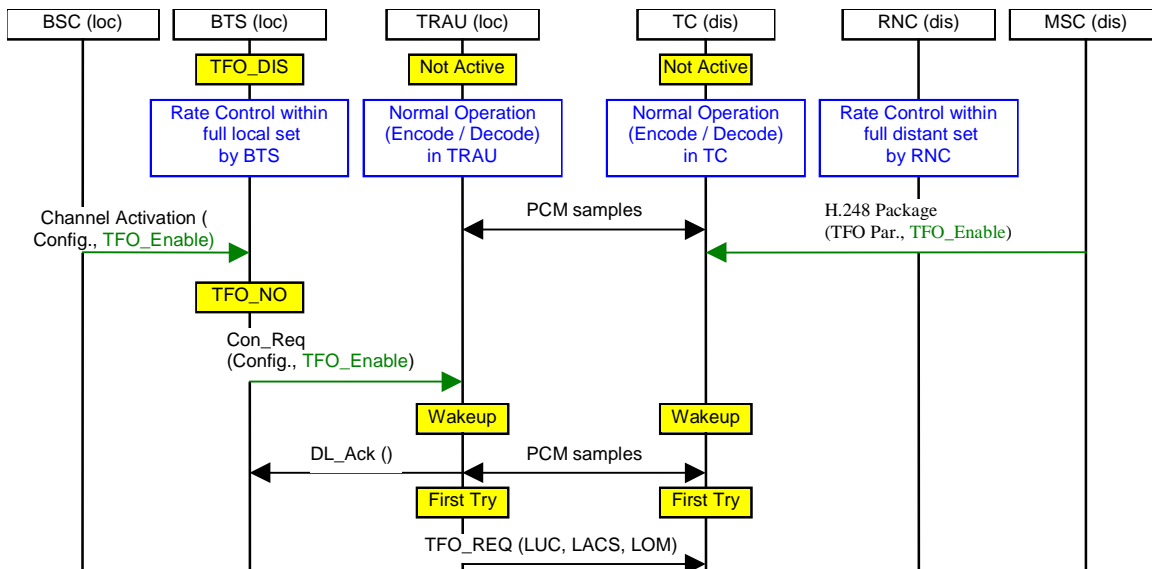 BSC (loc)
BTS (loc)
TRAU (loc)
TC (dis)
RNC (dis)
MSC (dis)
TFO_DIS
Not Active
Not Active
Rate Control within
full local set
by BTS
Normal Operation
(Encode / Decode)
in TRAU
Normal Operation
(Encode / Decode)
in TC
Rate Control within
full distant set
by RNC
Channel Activation (
Config., TFO_Enable)
PCM samples
H.248 Package
(TFO Par., TFO_Enable)
TFO_NO
Con_Req
(Config., TFO_Enable)
Wakeup
Wakeup
DL_Ack ()
PCM samples
First Try
First Try
TFO_REQ (LUC, LACS, LOM)